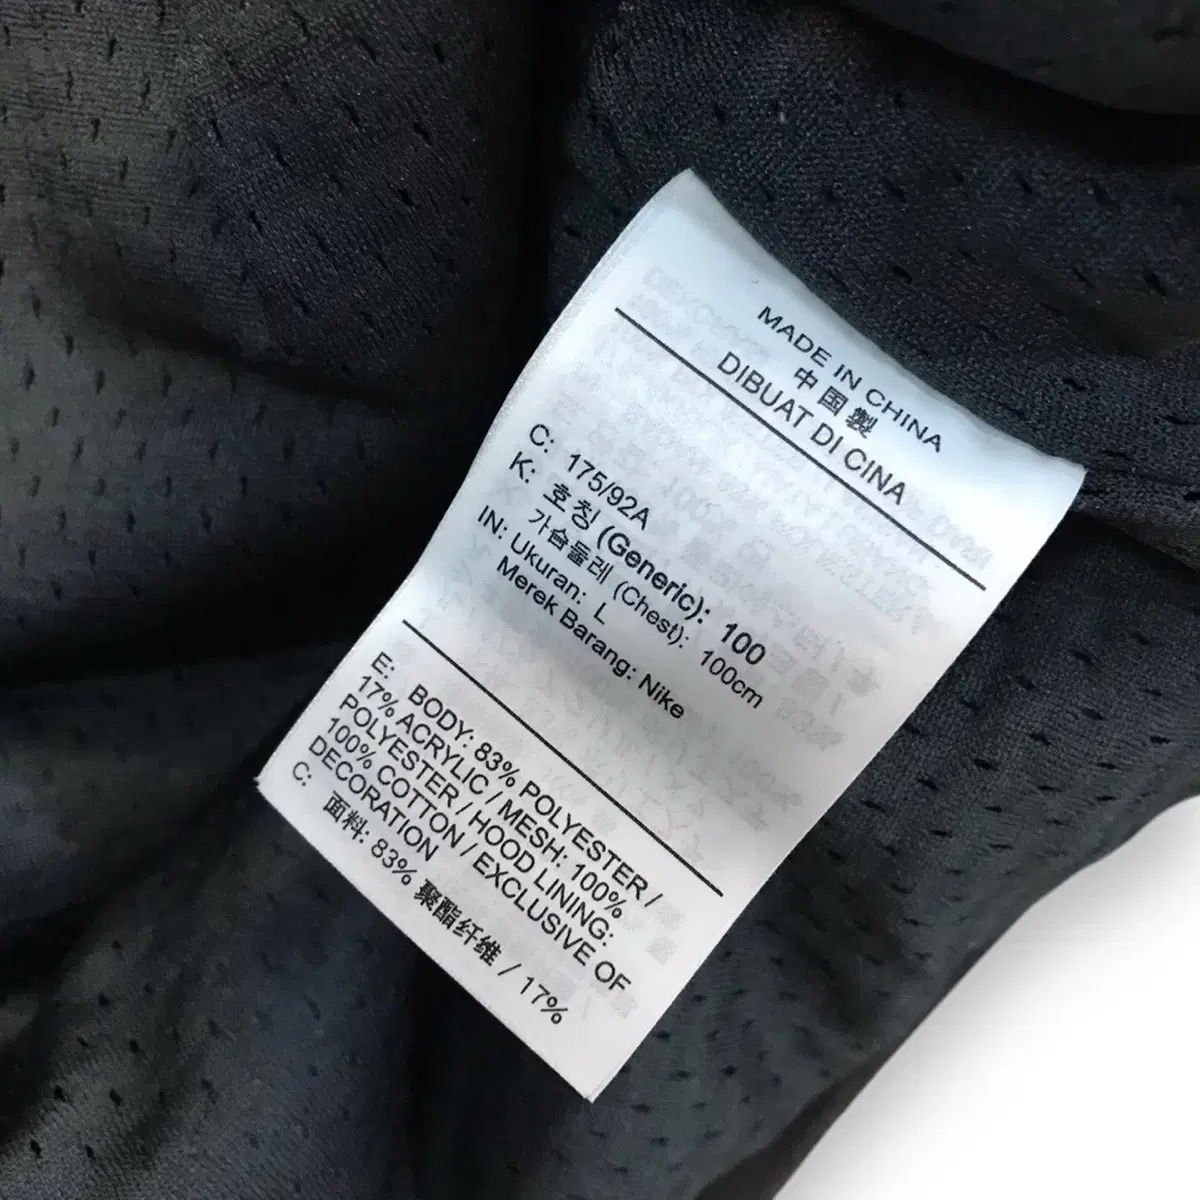 MADE IN CHINA
中国製
DIBUAT DI CINA
C: 175/92A
K: 호칭 (Generic): 100
가슴둘레 (Chest): 100cm
IN: Ukuran: L
Merek Barang: Nike
E: BODY: 83% POLYESTER /
17% ACRYLIC / MESH: 100%
POLYESTER / HOOD LINING:
100% COTTON / EXCLUSIVE OF
DECORATION
C: 面料: 83% 聚酯纤维 / 17%